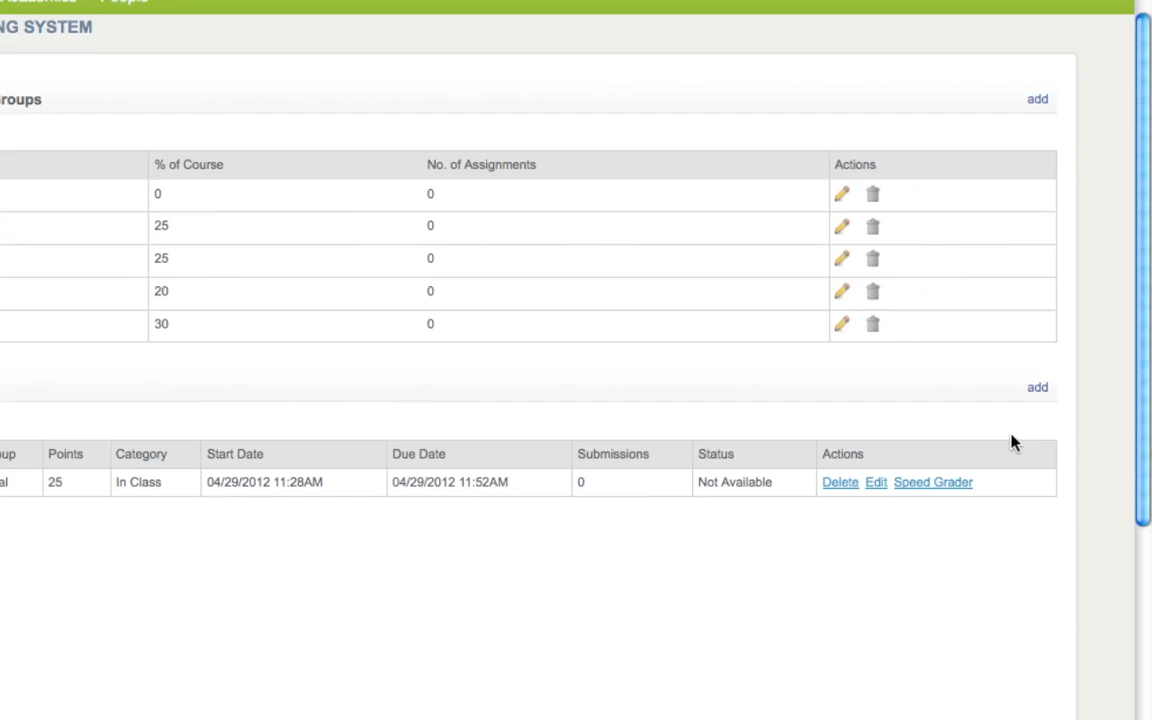 NG SYSTEM
roups
add
% of Course No. of Assignments Actions
0 0
25 0
25 0
20 0
30 0
add
up Points Category Start Date Due Date Submissions Status Actions
al 25 In Class 04/29/2012 11:28AM 04/29/2012 11:52AM 0 Not Available Delete Edit Speed Grader